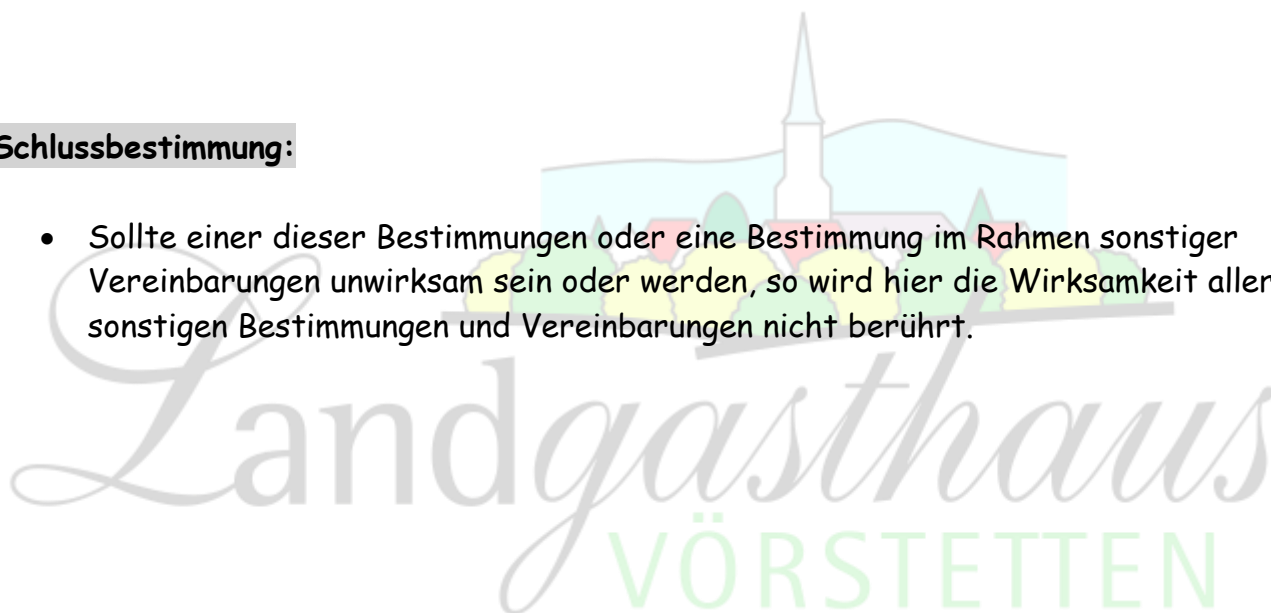 Schlussbestimmung:
• Sollte einer dieser Bestimmungen oder eine Bestimmung im Rahmen sonstiger
Vereinbarungen unwirksam sein oder werden, so wird hier die Wirksamkeit aller
sonstigen Bestimmungen und Vereinbarungen nicht berührt.
Landgasthaus
VÖRSTETTEN